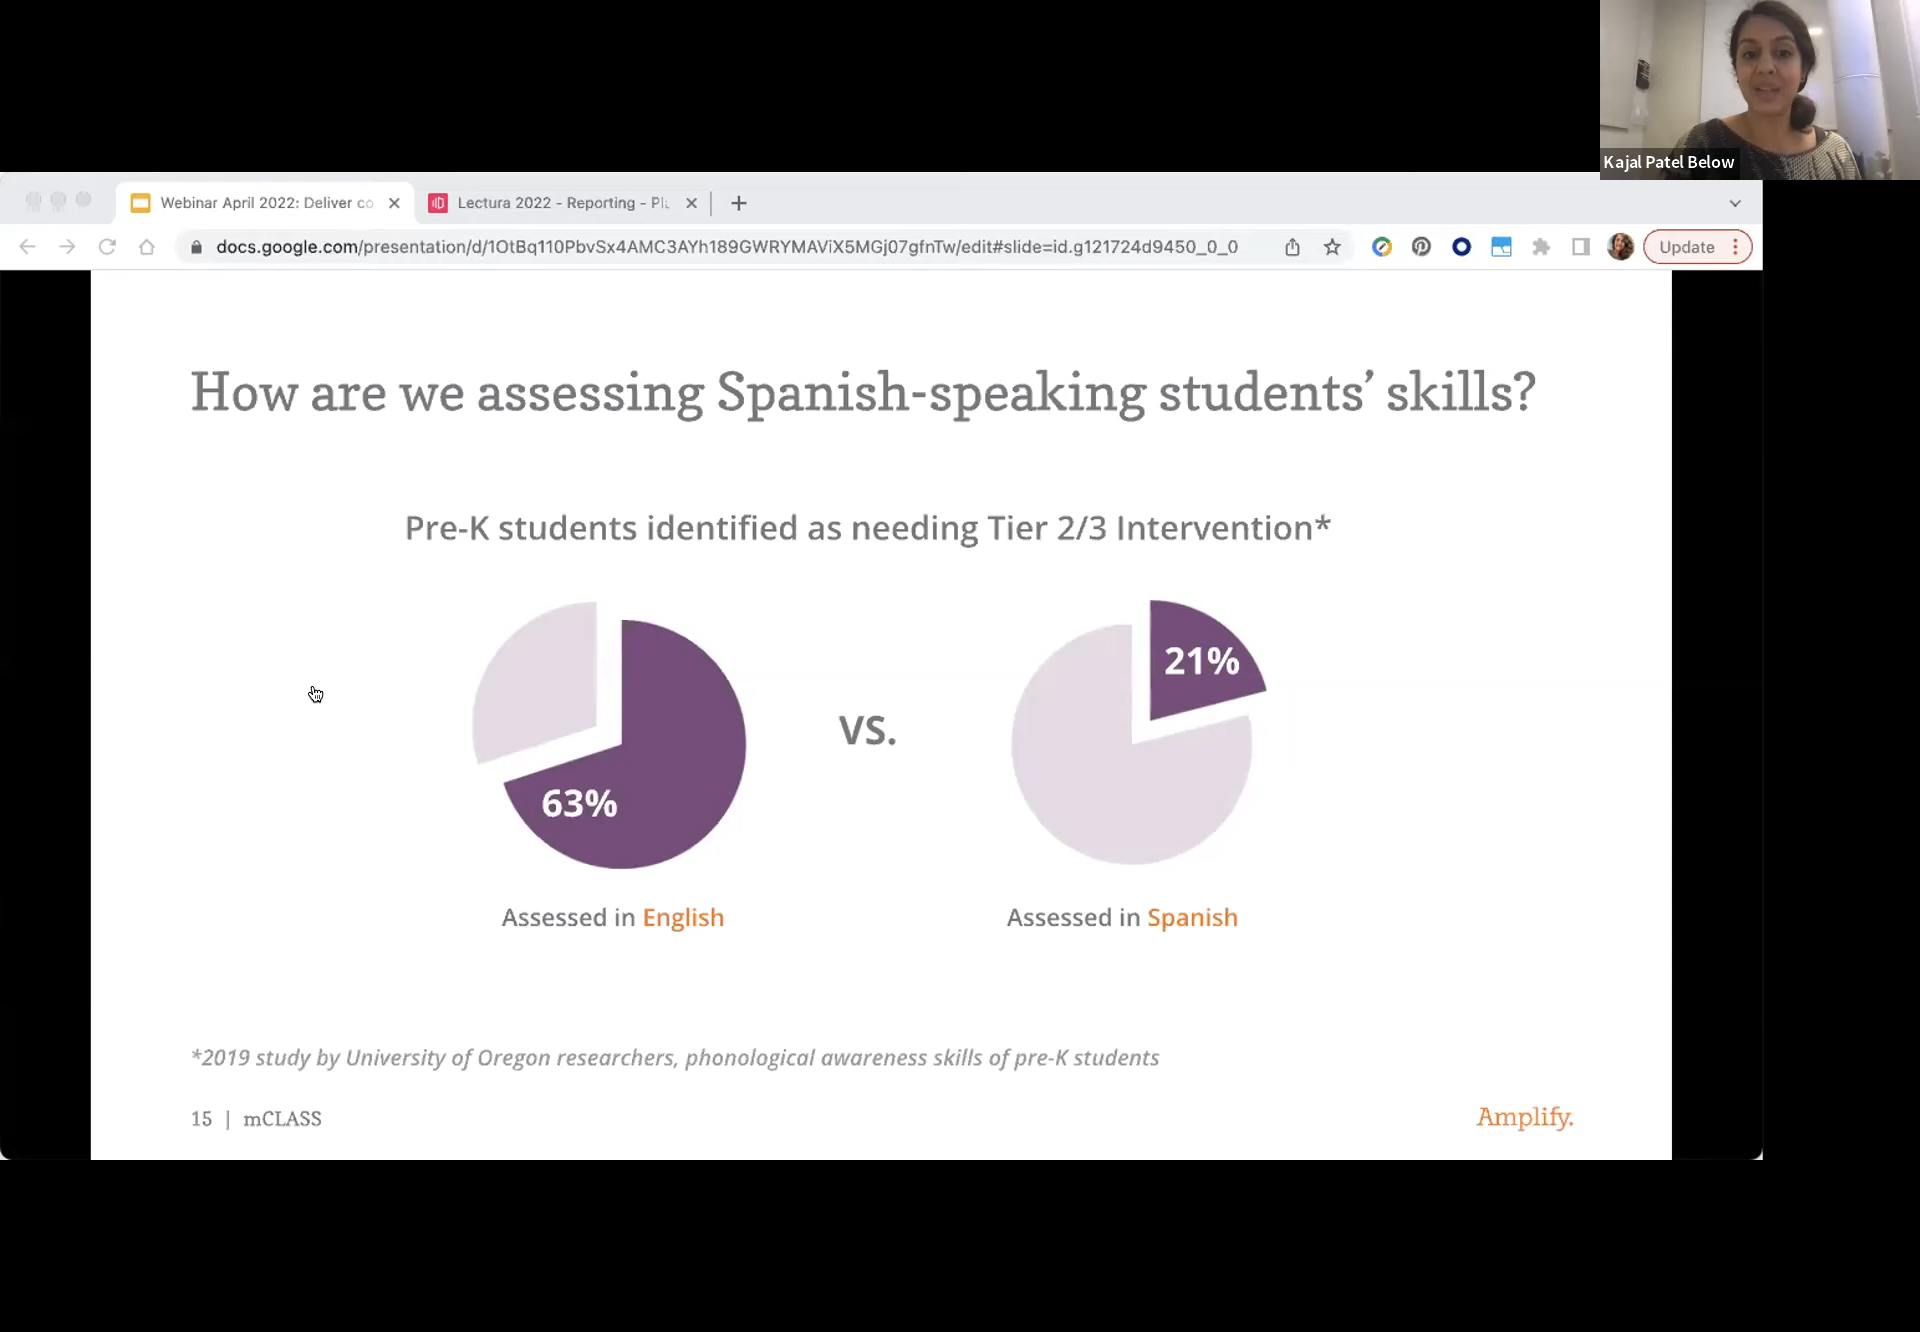 Kajal Patel Below
Webinar April 2022: Deliver co
Lectura 2022 - Reporting - Pl
docs.google.com/presentation/d/1OtBq110PbvSx4AMC3AYh189GWRYMAViX5MGj07gfnTw/edit#slide=id.g121724d9450_0_0
Update
How are we assessing Spanish-speaking students’ skills?
Pre-K students identified as needing Tier 2/3 Intervention*
21%
VS.
63%
Assessed in English
Assessed in Spanish
*2019 study by University of Oregon researchers, phonological awareness skills of pre-K students
15 | mCLASS
Amplify.